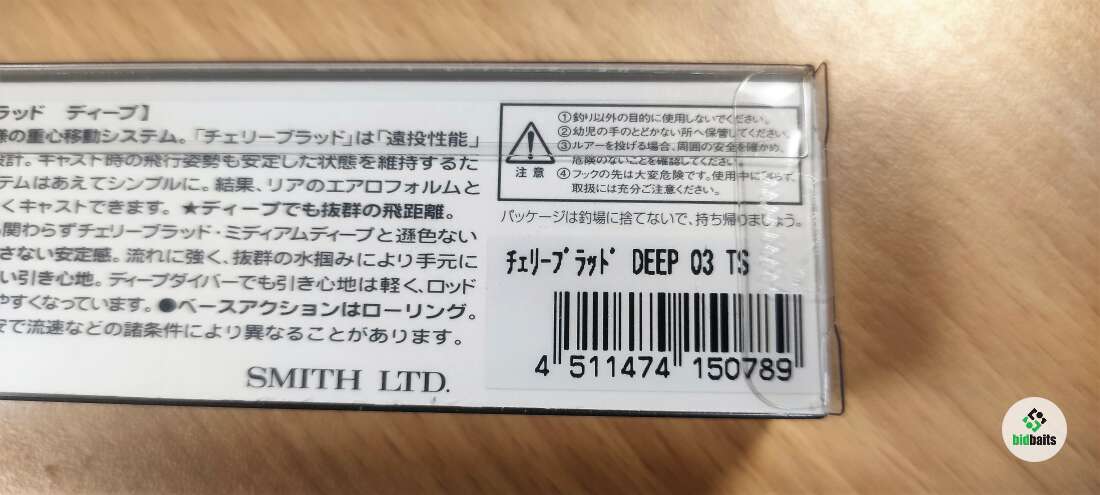 ラッド ディープ】
様の重心移動システム。「チェリーブラッド」は「遠投性能」
設計。キャスト時の飛行姿勢も安定した状態を維持するた
テムはあえてシンプルに。結果、リアのエアロフォルムと
くキャストできます。★ディープでも抜群の飛距離。
関わらずチェリーブラッド・ミディアムディープと遜色ない
さない安定感。流れに強く、抜群の水掴みにより手元に
い引き心地。ディープダイバーでも引き心地は軽く、ロッド
やすくなっています。●ベースアクションはローリング。
で流速などの諸条件により異なることがあります。
SMITH LTD.
注意
①釣り以外の目的に使用しないでください。
②幼児の手のとどかない所へ保管してください。
③ルアーを投げる場合、周囲の安全を確かめ、
危険のないことを確認してください。
④フックの先は大変危険です。使用中に
取扱には充分ご注意ください。
パッケージは釣場に捨てないで、持ち帰りましょう。
ﾁｪﾘｰﾌﾞﾗｯﾄﾞ DEEP 03 TS
4 511474 150789
bidbaits